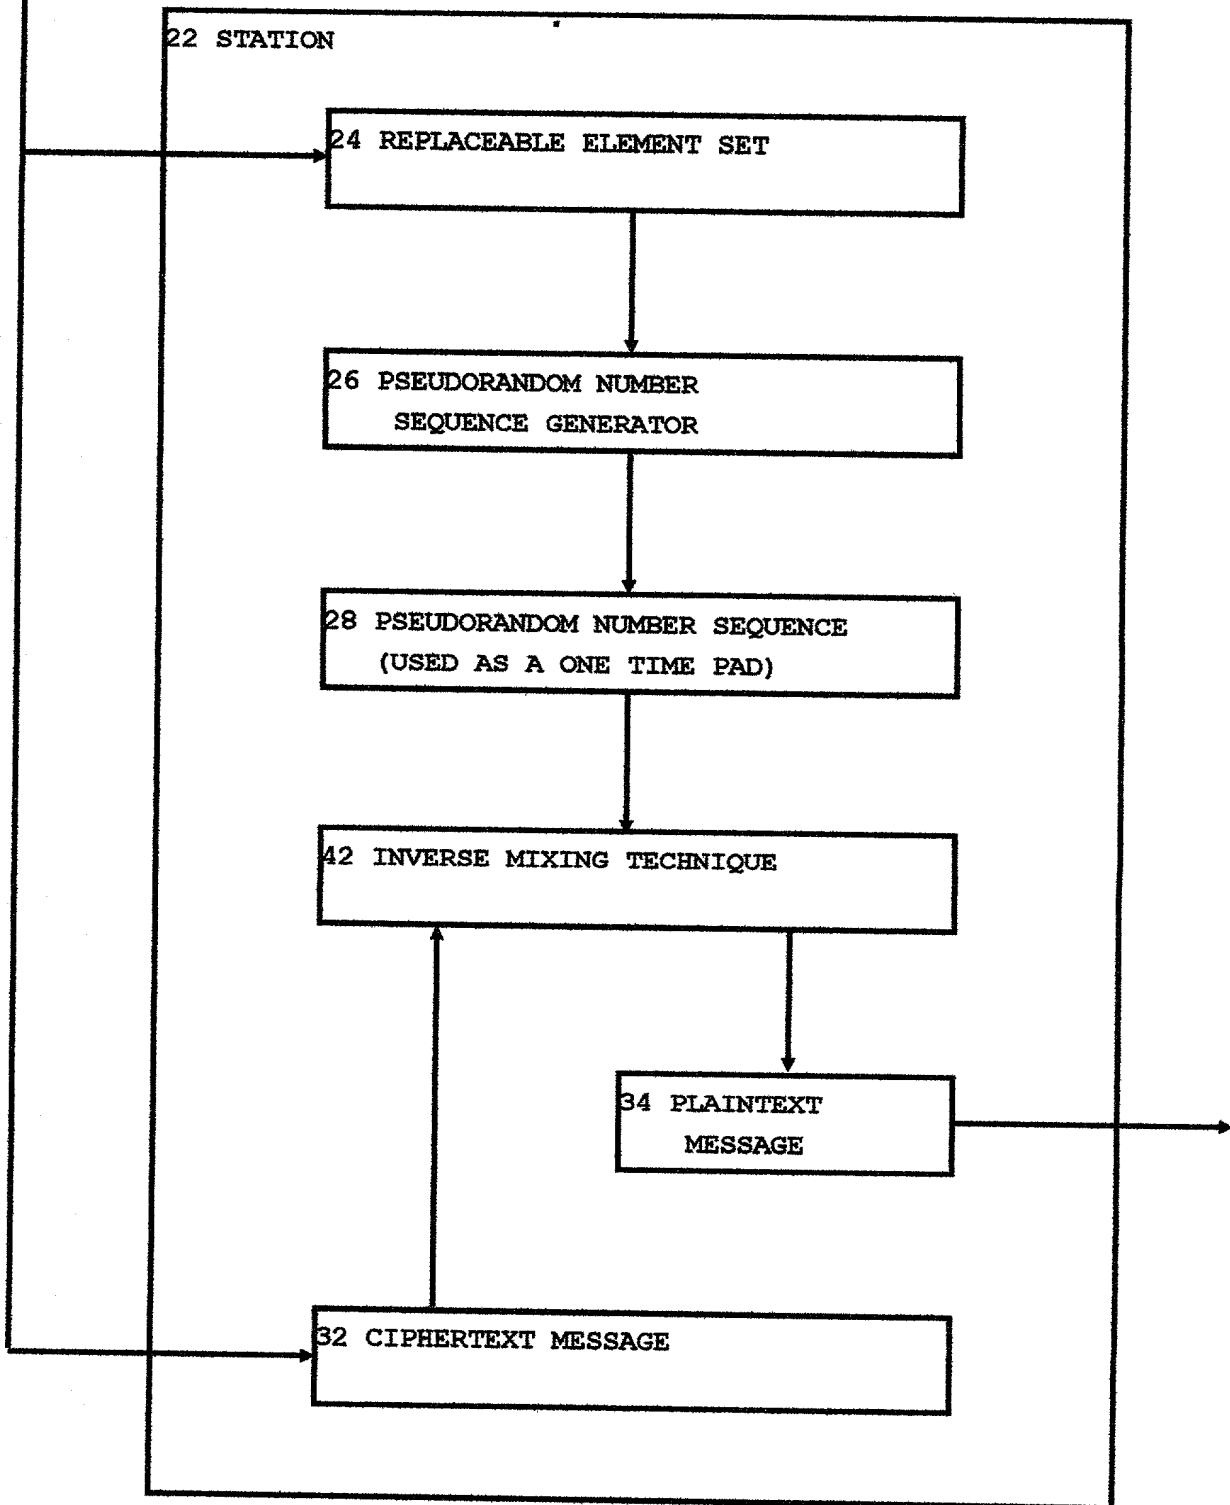 22 STATION
24 REPLACEABLE ELEMENT SET
26 PSEUDORANDOM NUMBER
SEQUENCE GENERATOR
28 PSEUDORANDOM NUMBER SEQUENCE
(USED AS A ONE TIME PAD)
42 INVERSE MIXING TECHNIQUE
34 PLAINTEXT
MESSAGE
32 CIPHERTEXT MESSAGE